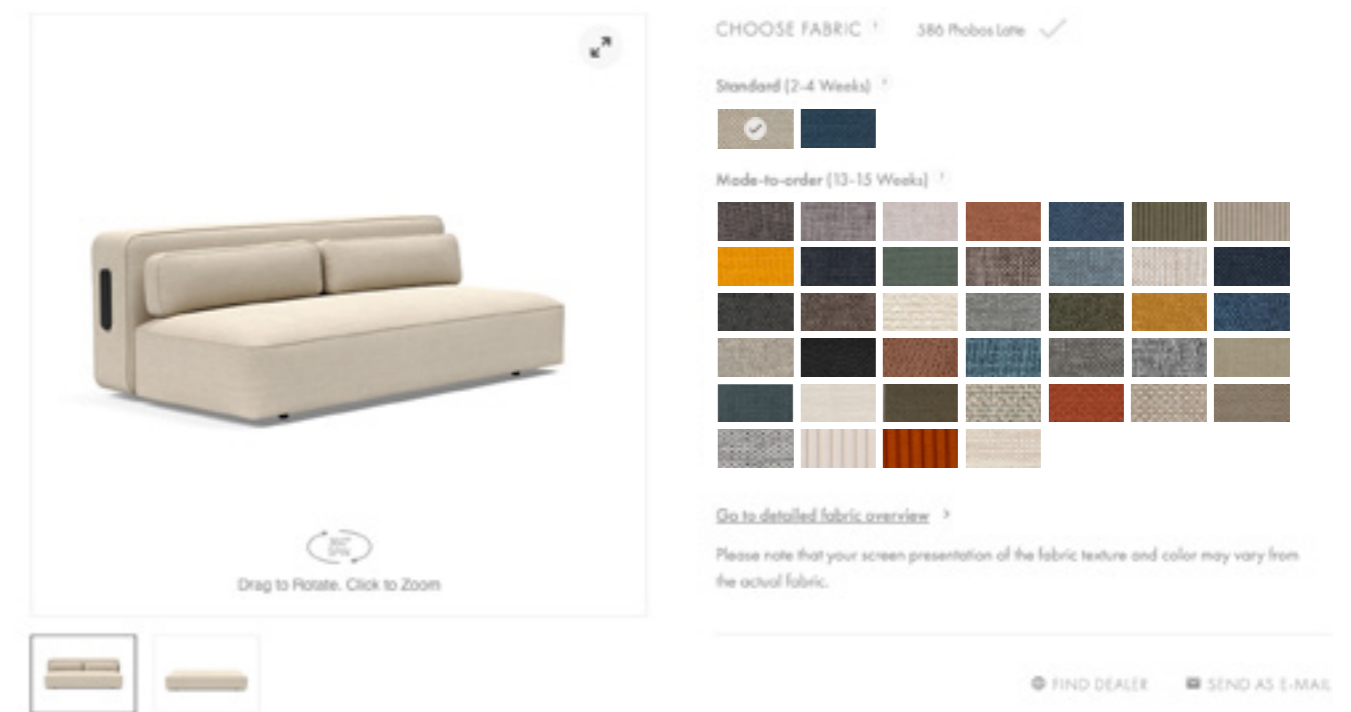 CHOOSE FABRIC
586 Phobos Latte
Standard (2-4 Weeks)
Made-to-order (13-15 Weeks)
Go to detailed fabric overview >
Please note that your screen presentation of the fabric texture and color may vary from
the actual fabric.
Drag to Rotate. Click to Zoom
FIND DEALER
SEND AS E-MAIL